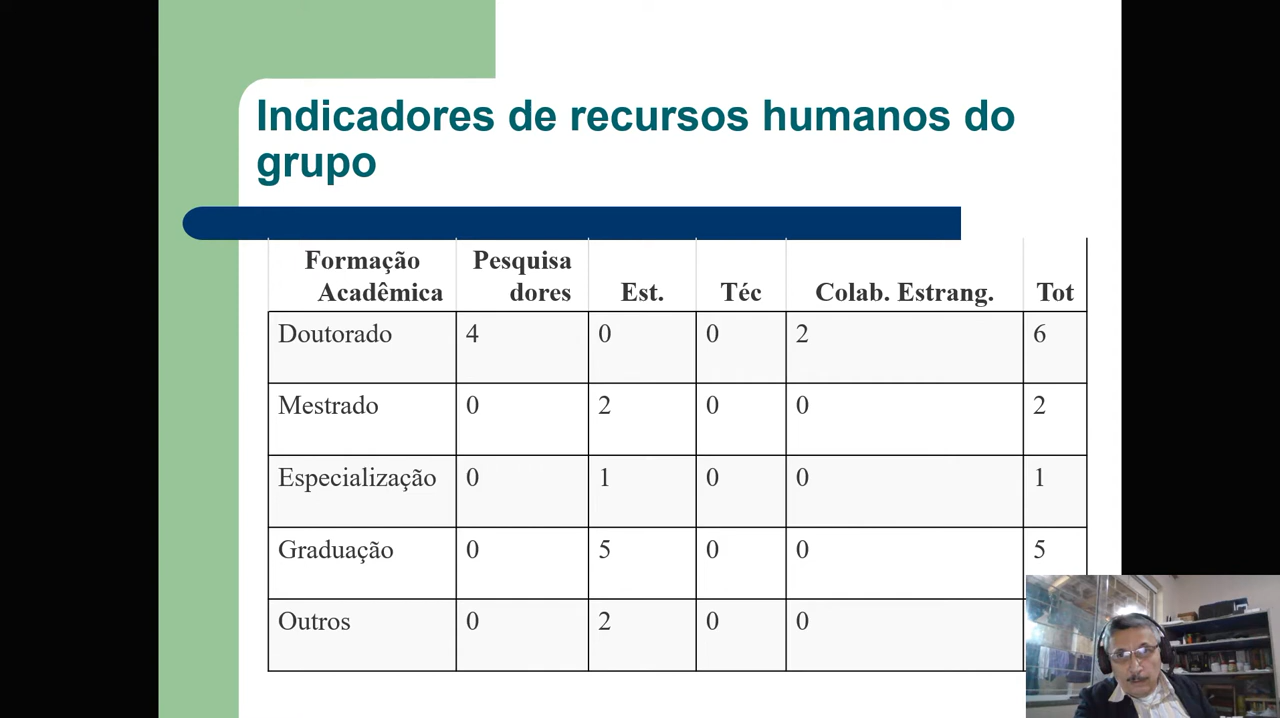 Indicadores de recursos humanos do
grupo
Formação Pesquisa
Acadêmica dores Est. Téc Colab. Estrang. Tot
Doutorado 4 0 0 2 6
Mestrado 0 2 0 0 2
Especialização 0 1 0 0 1
Graduação 0 5 0 0 5
Outros 0 2 0 0